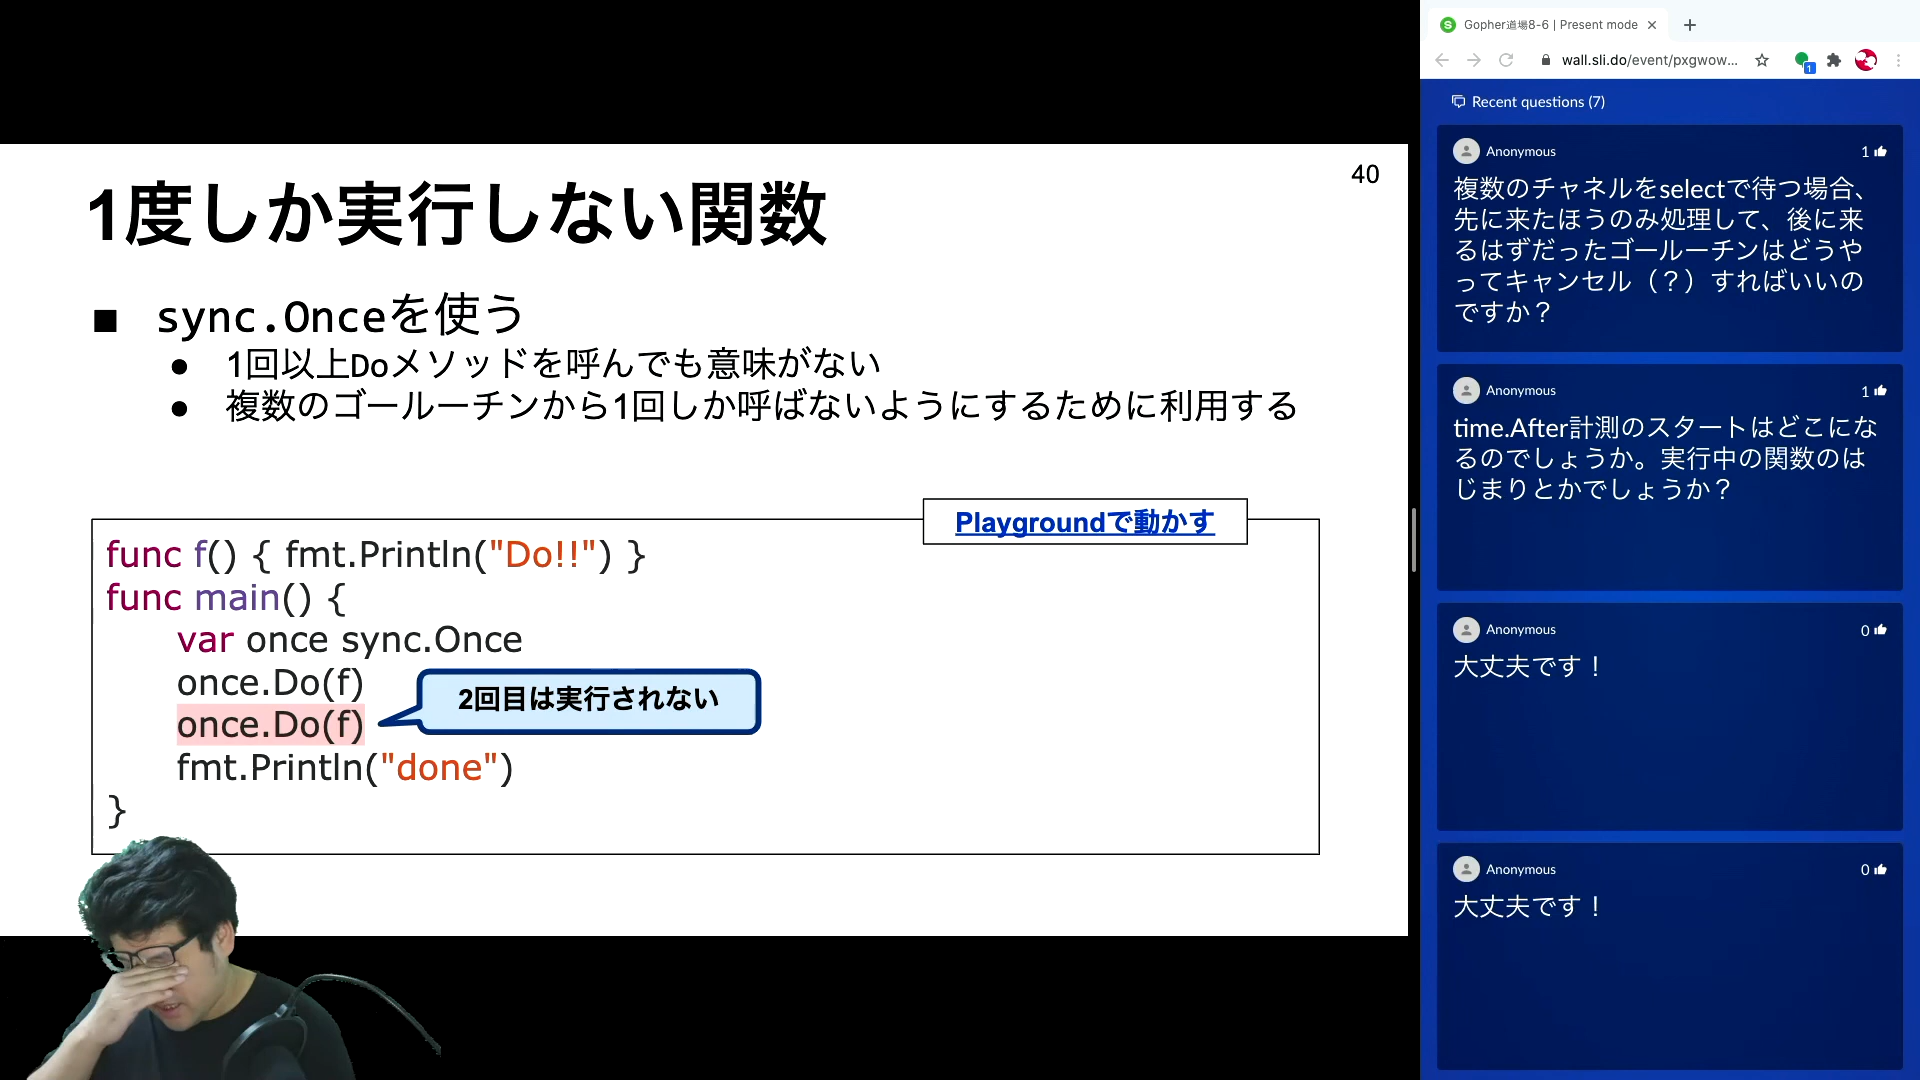 40
1度しか実行しない関数
■ sync.Onceを使う
● 1回以上Doメソッドを呼んでも意味がない
● 複数のゴールーチンから1回しか呼ばないようにするために利用する
Playgroundで動かす
func f() { fmt.Println("Do!!") }
func main() {
var once sync.Once
once.Do(f)
once.Do(f)
2回目は実行されない
fmt.Println("done")
}
Gopher道場8-6 | Present mode
wall.sli.do/event/pxgwow...
1
Recent questions (7)
Anonymous
1
複数のチャネルをselectで待つ場合、
先に来たほうのみ処理して、後に来
るはずだったゴールーチンはどうや
ってキャンセル（？）すればいいの
ですか？
Anonymous
1
time.After計測のスタートはどこにな
るのでしょうか。実行中の関数のは
じまりとかでしょうか？
Anonymous
0
大丈夫です！
Anonymous
0
大丈夫です！